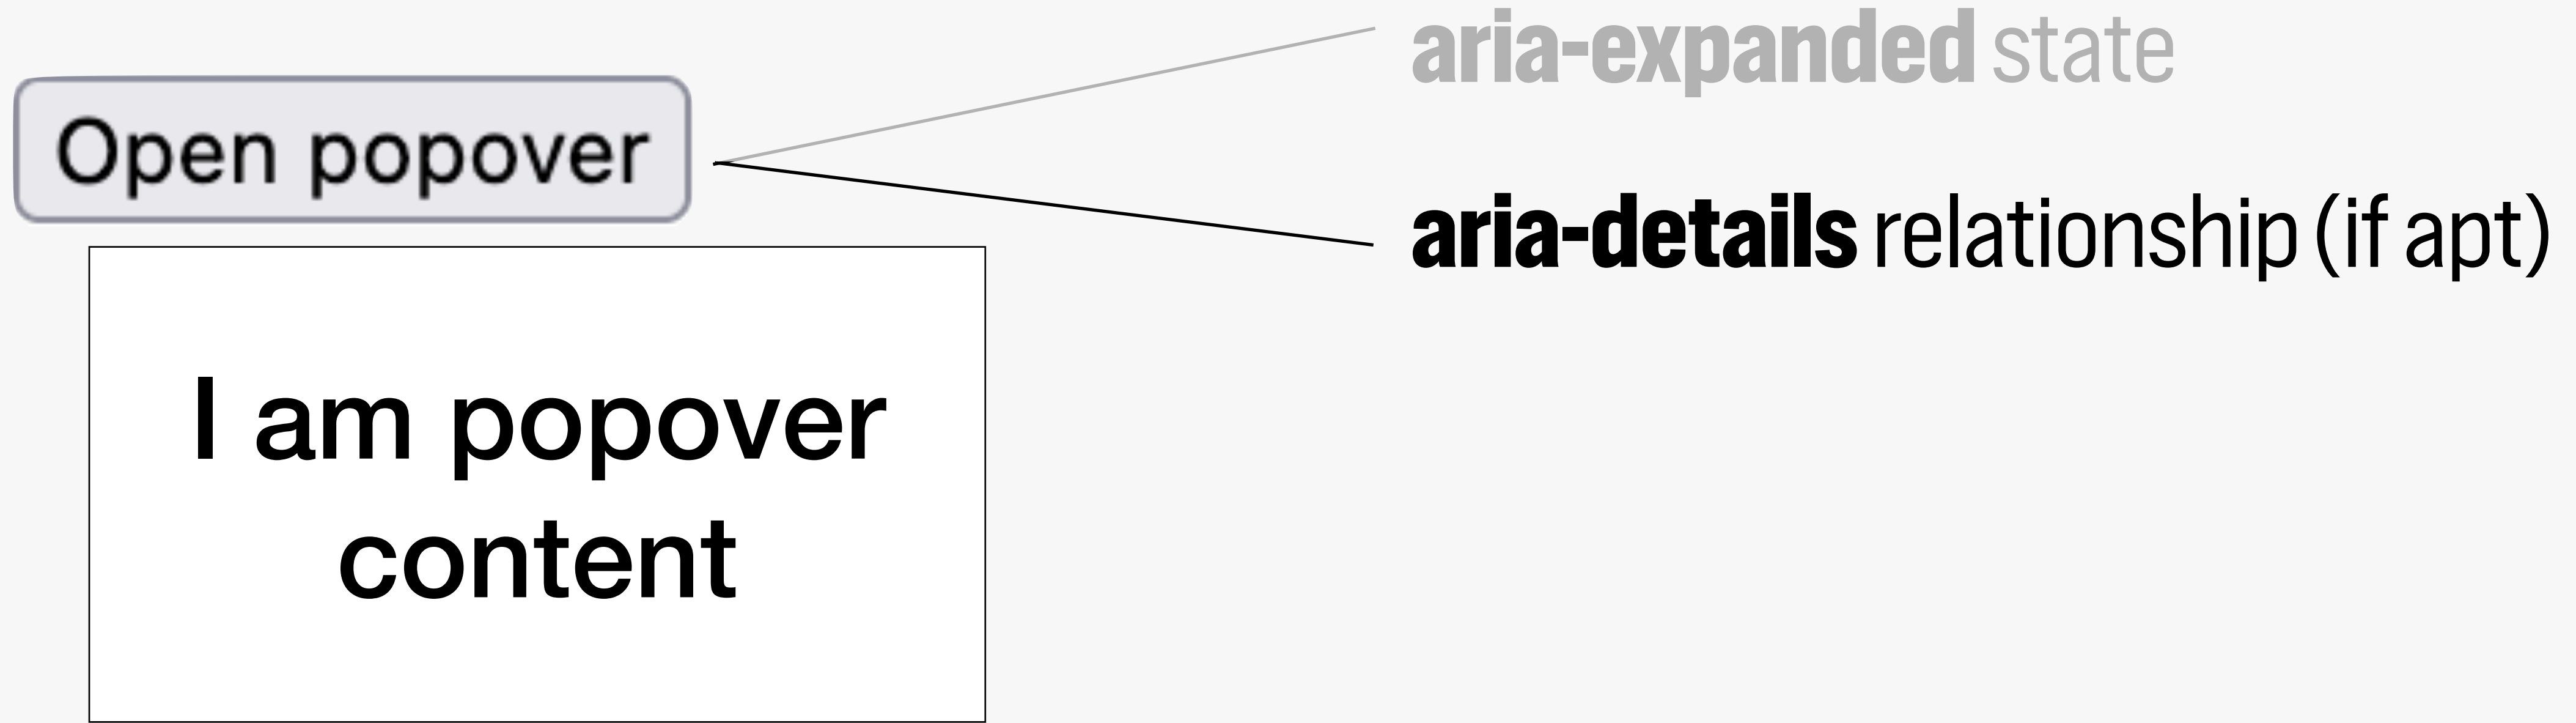 aria-expanded state
Open popover
aria-details relationship (if apt)
I am popover
content